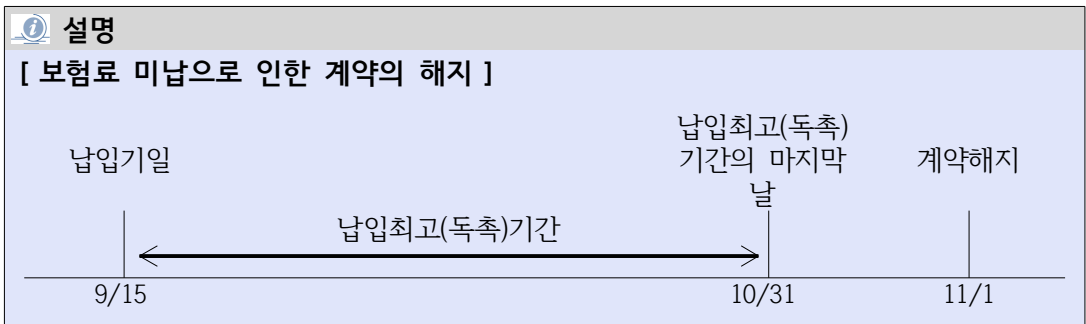 설명
[ 보험료 미납으로 인한 계약의 해지 ]
납입기일
납입최고(독촉)
기간의 마지막
날
계약해지
납입최고(독촉)기간
9/15
10/31
11/1